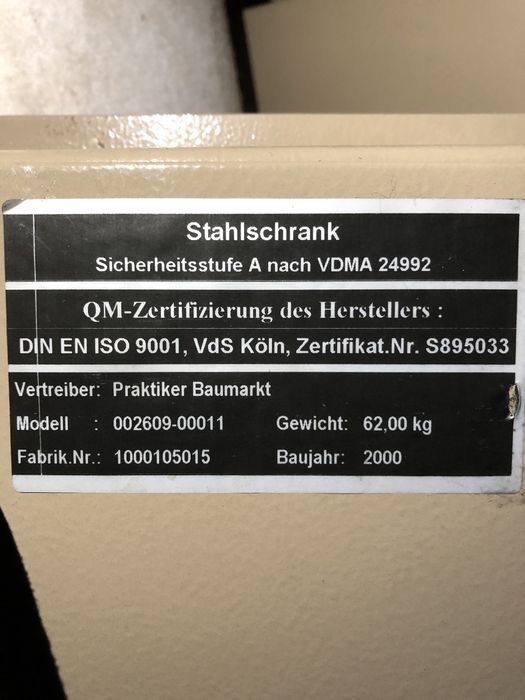 Stahlschrank
Sicherheitsstufe A nach VDMA 24992
QM-Zertifizierung des Herstellers :
DIN EN ISO 9001, VdS Köln, Zertifikat.Nr. S895033
Vertreiber: Praktiker Baumarkt
Modell : 002609-00011 Gewicht: 62,00 kg
Fabrik.Nr.: 1000105015 Baujahr: 2000